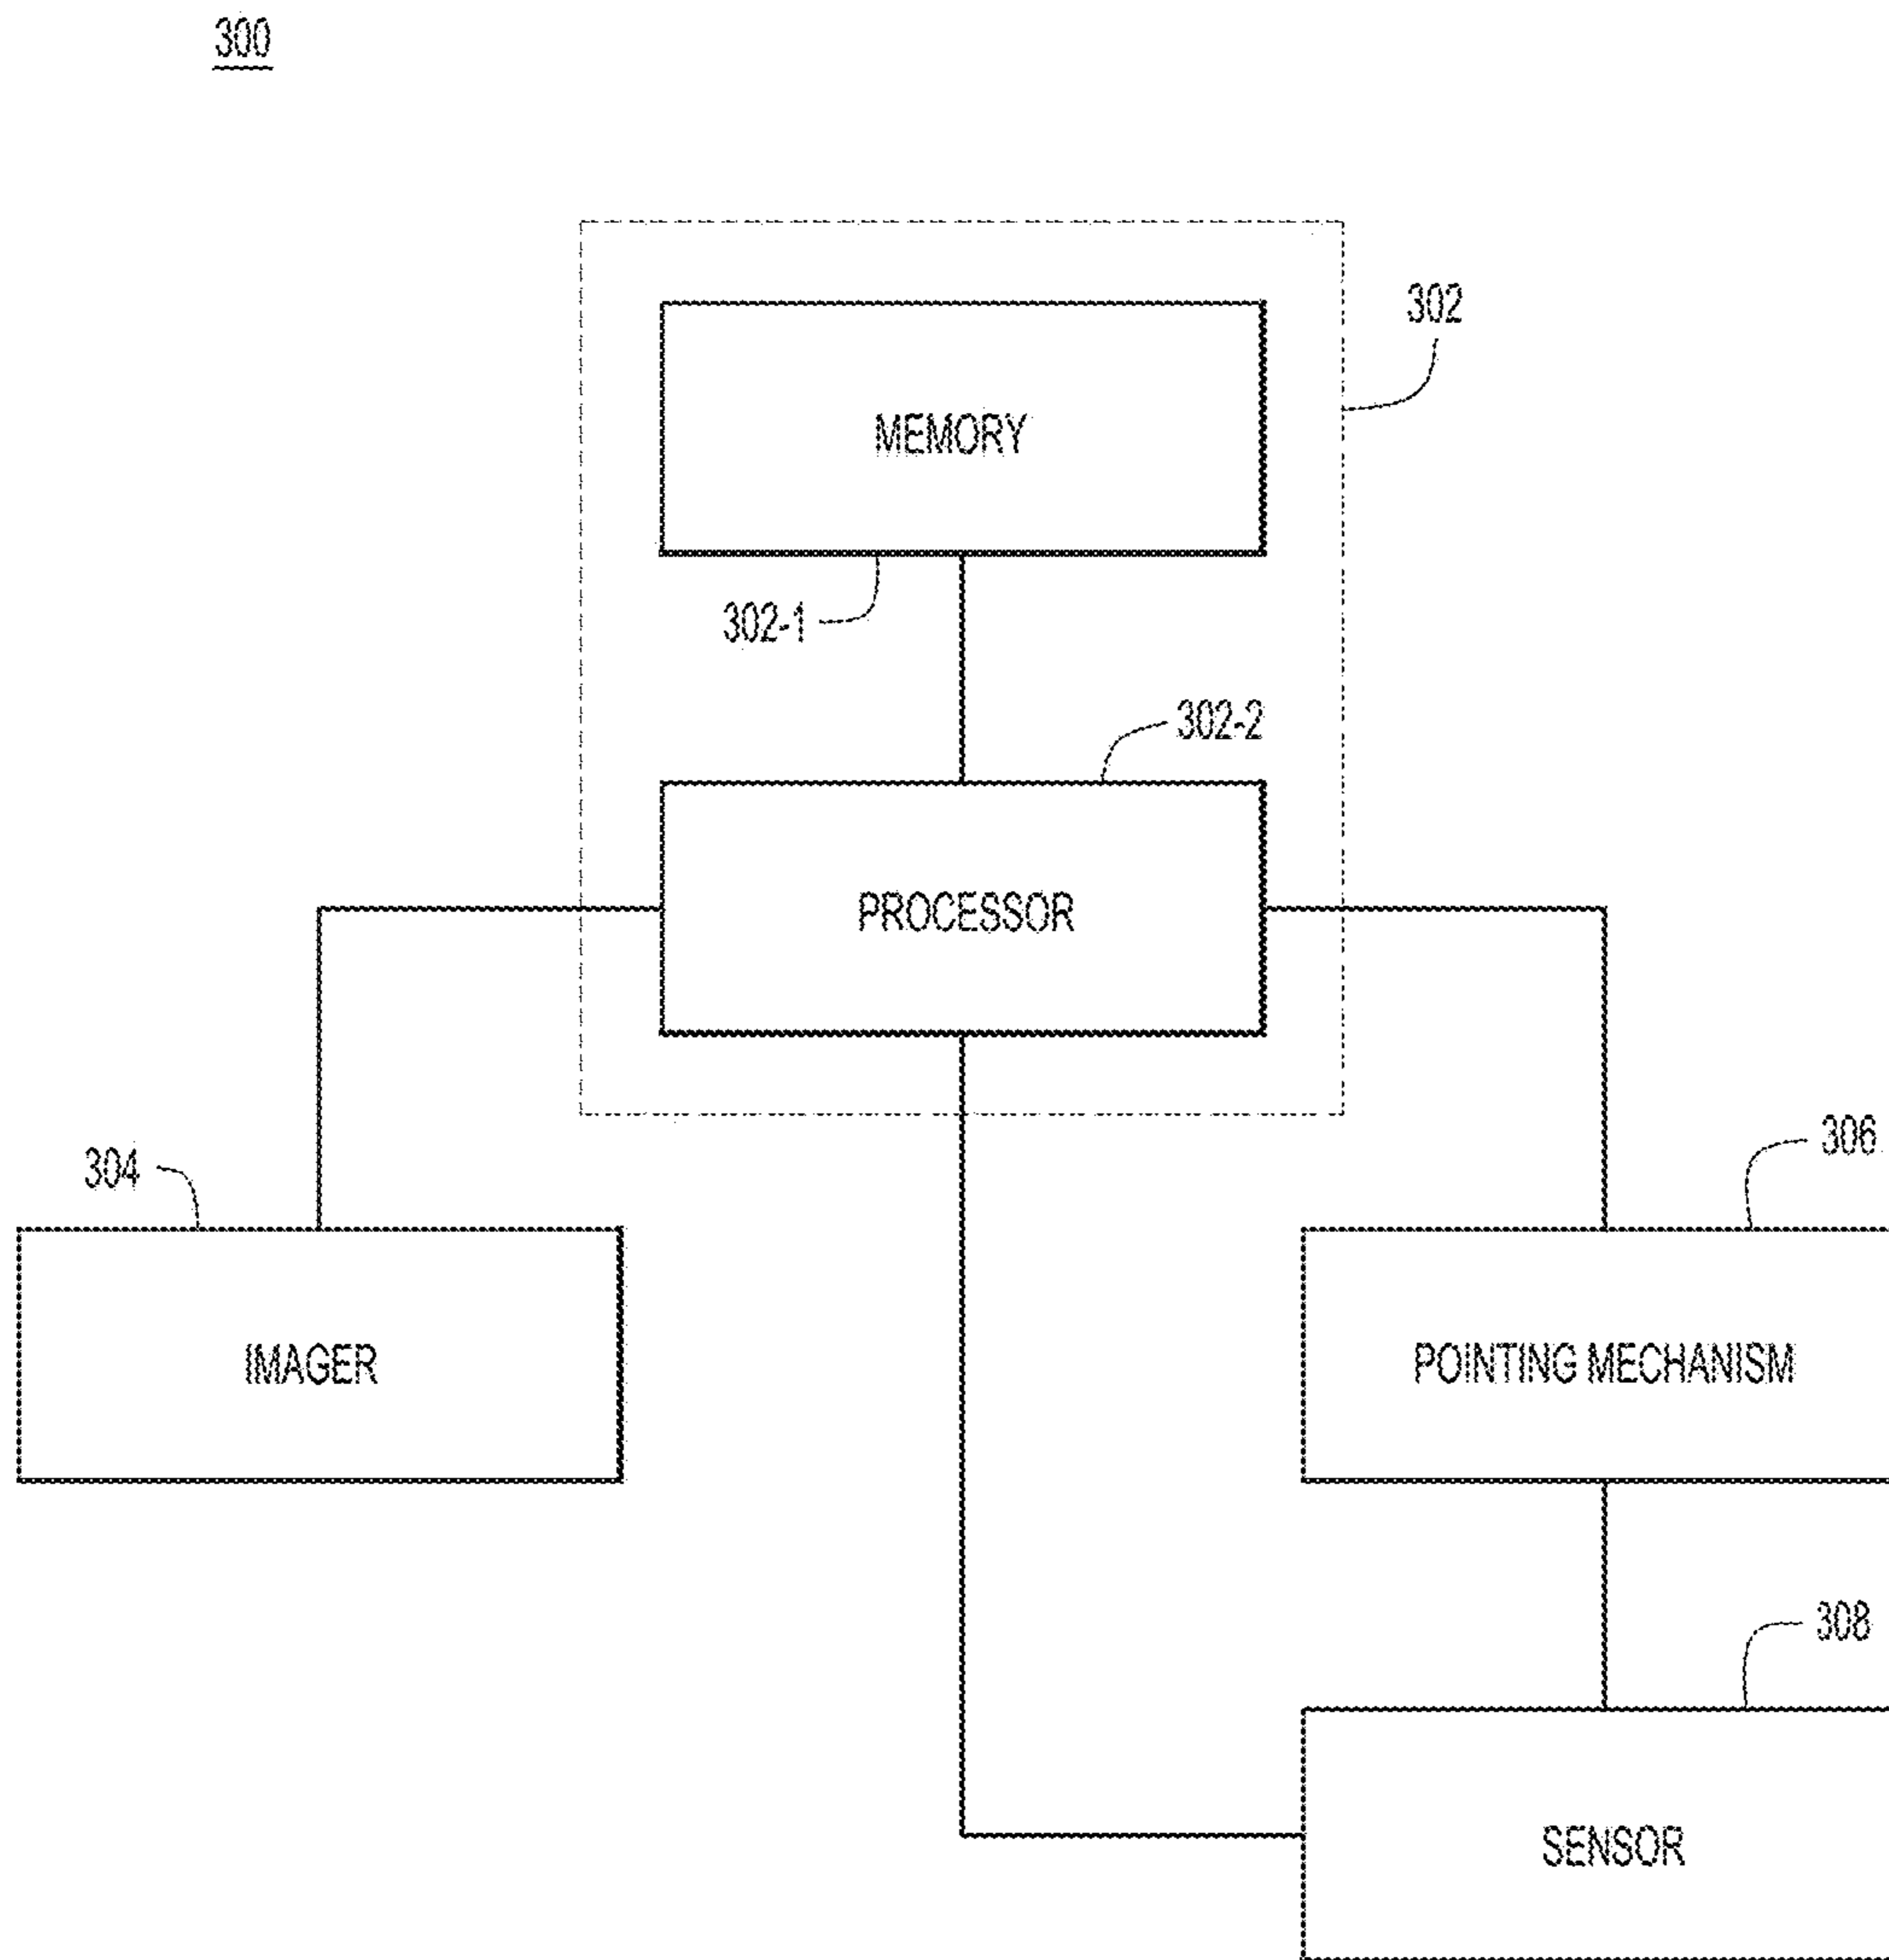 300
302
MEMORY
302-1
302-2
PROCESSOR
304
306
IMAGER
POINTING MECHANISM
308
SENSOR